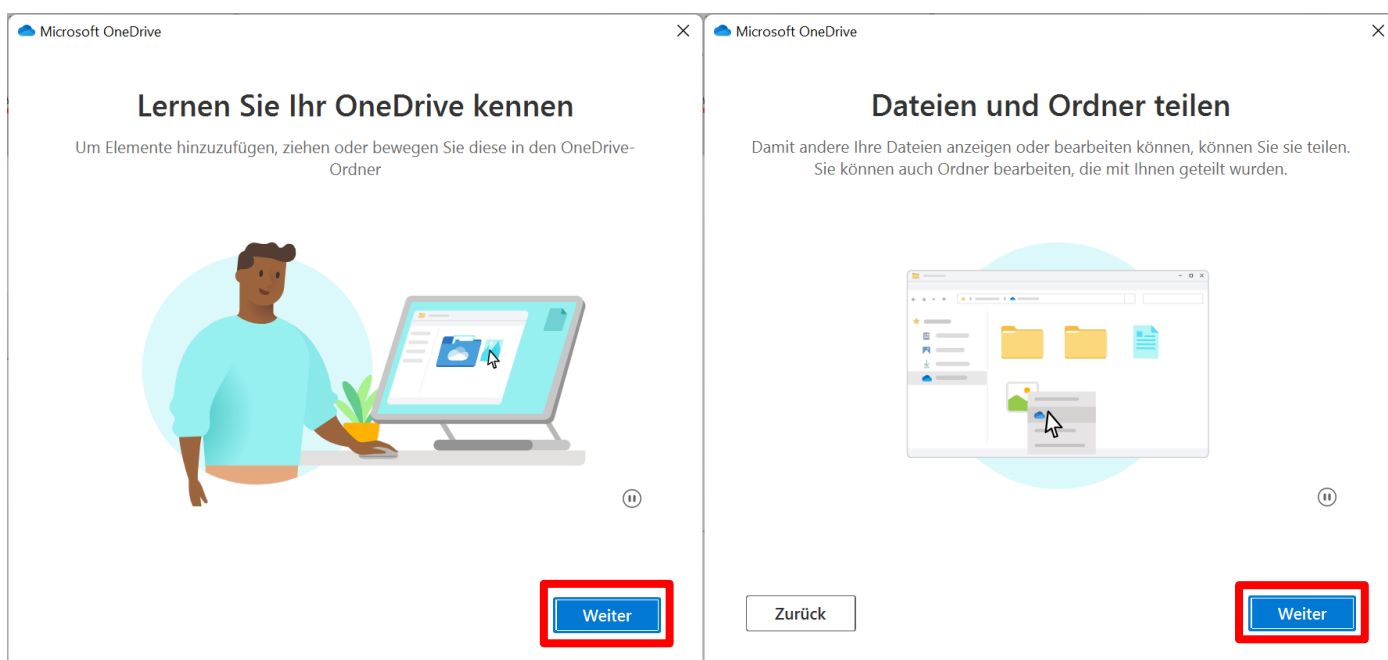 Microsoft OneDrive
Lernen Sie Ihr OneDrive kennen
Um Elemente hinzuzufügen, ziehen oder bewegen Sie diese in den OneDrive-
Ordner
Weiter
Microsoft OneDrive
Dateien und Ordner teilen
Damit andere Ihre Dateien anzeigen oder bearbeiten können, können Sie sie teilen.
Sie können auch Ordner bearbeiten, die mit Ihnen geteilt wurden.
Zurück
Weiter